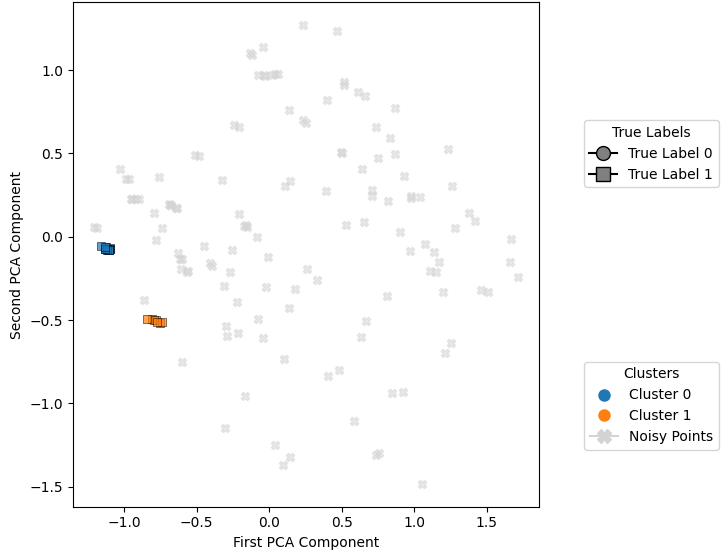 1.0
0.5
0.0
−0.5
−1.0
−1.5
Second PCA Component
−1.0 −0.5 0.0 0.5 1.0 1.5
First PCA Component
True Labels
True Label 0
True Label 1
Clusters
Cluster 0
Cluster 1
Noisy Points